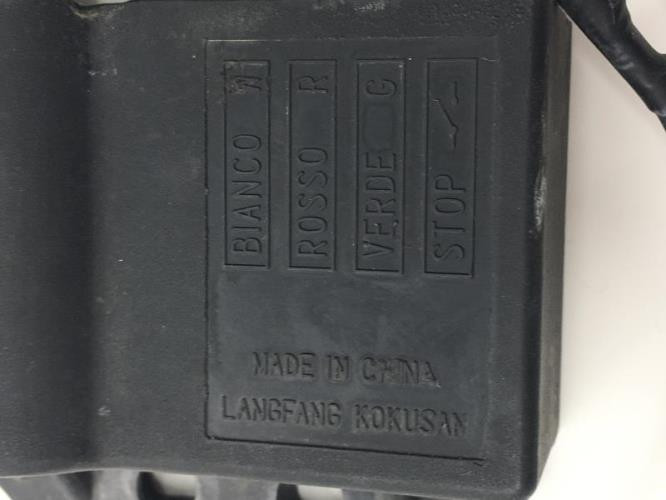 BIANCO W
ROSSO R
VERDE G
STOP
MADE IN CHINA
LANGFANG KOKUSAN